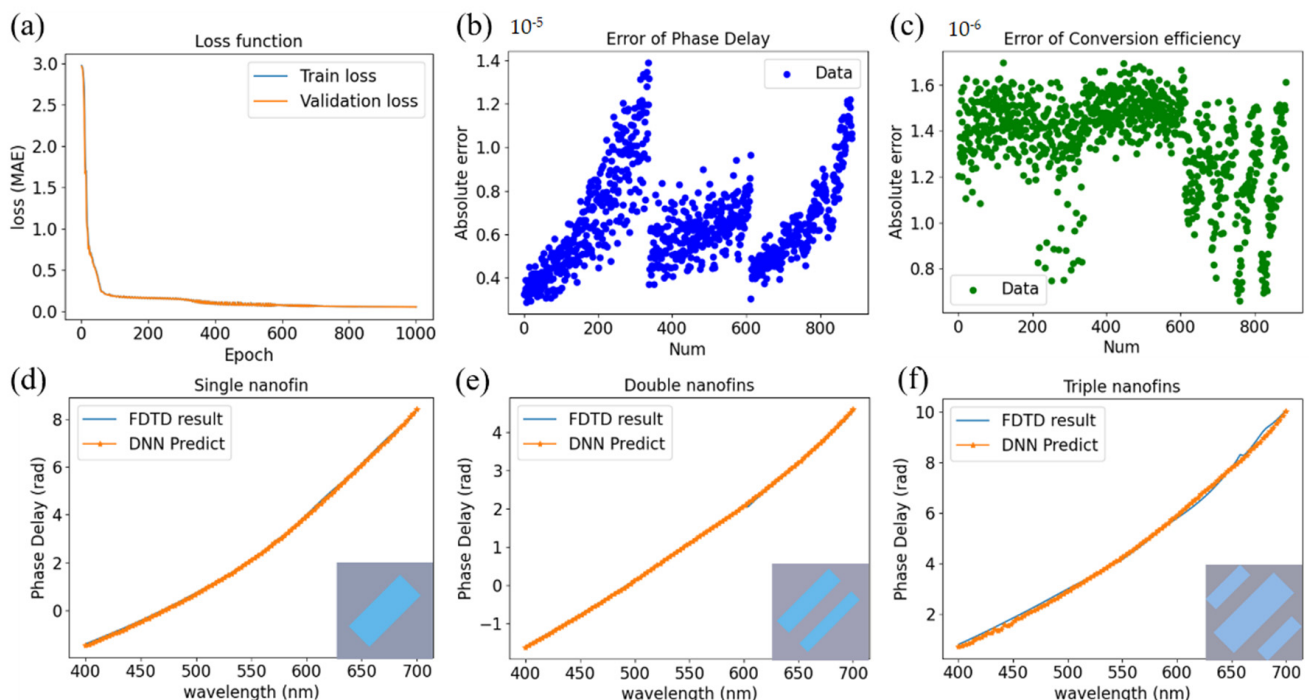 (a)
Loss function
3.0
2.5
2.0
1.5
1.0
0.5
0.0
loss (MAE)
Train loss
Validation loss
0 200 400 600 800 1000
Epoch
(b)
10-5
Error of Phase Delay
1.4
1.2
1.0
0.8
0.6
0.4
Absolute error
Data
0 200 400 600 800
Num
(c)
10-6
Error of Conversion efficiency
1.6
1.4
1.2
1.0
0.8
Absolute error
Data
0 200 400 600 800
Num
(d)
Single nanofin
8
6
4
2
0
Phase Delay (rad)
FDTD result
DNN Predict
400 450 500 550 600 650 700
wavelength (nm)
(e)
Double nanofins
4
3
2
1
0
−1
Phase Delay (rad)
FDTD result
DNN Predict
400 450 500 550 600 650 700
wavelength (nm)
(f)
Triple nanofins
10
8
6
4
2
Phase Delay (rad)
FDTD result
DNN Predict
400 450 500 550 600 650 700
wavelength (nm)